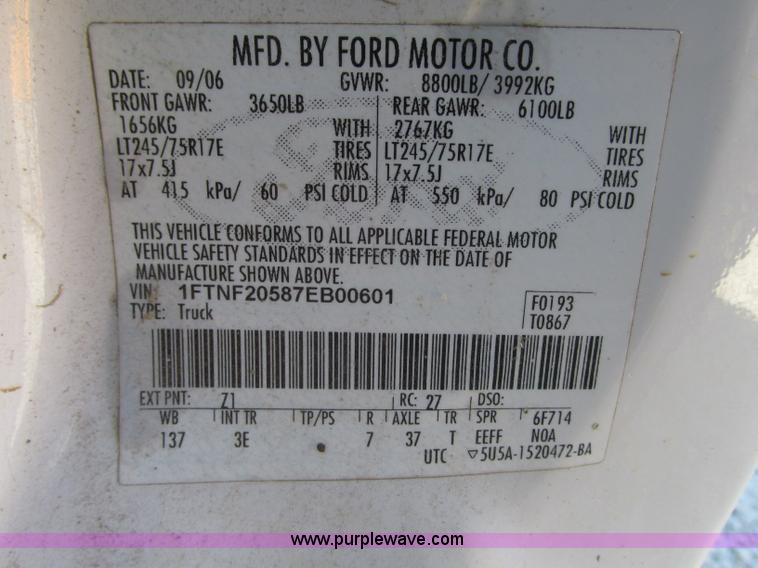 MFD. BY FORD MOTOR CO.
DATE: 09/06 GVWR: 8800LB/ 3992KG
FRONT GAWR: 3650LB REAR GAWR: 6100LB
1656KG WITH 2767KG WITH
LT245/75R17E TIRES LT245/75R17E TIRES
17x7.5J RIMS 17x7.5J RIMS
AT 415 kPa/ 60 PSI COLD AT 550 kPa/ 80 PSI COLD
THIS VEHICLE CONFORMS TO ALL APPLICABLE FEDERAL MOTOR
VEHICLE SAFETY STANDARDS IN EFFECT ON THE DATE OF
MANUFACTURE SHOWN ABOVE.
VIN: 1FTNF20587EB00601
TYPE: Truck
F0193
T0867
EXT PNT: Z1 RC: 27 DSO:
WB INT TR TP/PS R AXLE TR SPR 6F714
137 3E 7 37 T EEFF NOA
UTC ▽5U5A-1520472-BA
www.purplewave.com